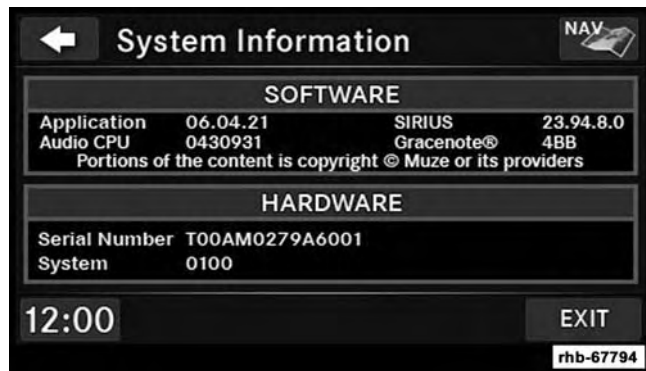 System Information
NAV
SOFTWARE
Application 06.04.21 SIRIUS 23.94.8.0
Audio CPU 0430931 Gracenote® 4BB
Portions of the content is copyright © Muze or its providers
HARDWARE
Serial Number T00AM0279A6001
System 0100
12:00
EXIT
rhb-67794